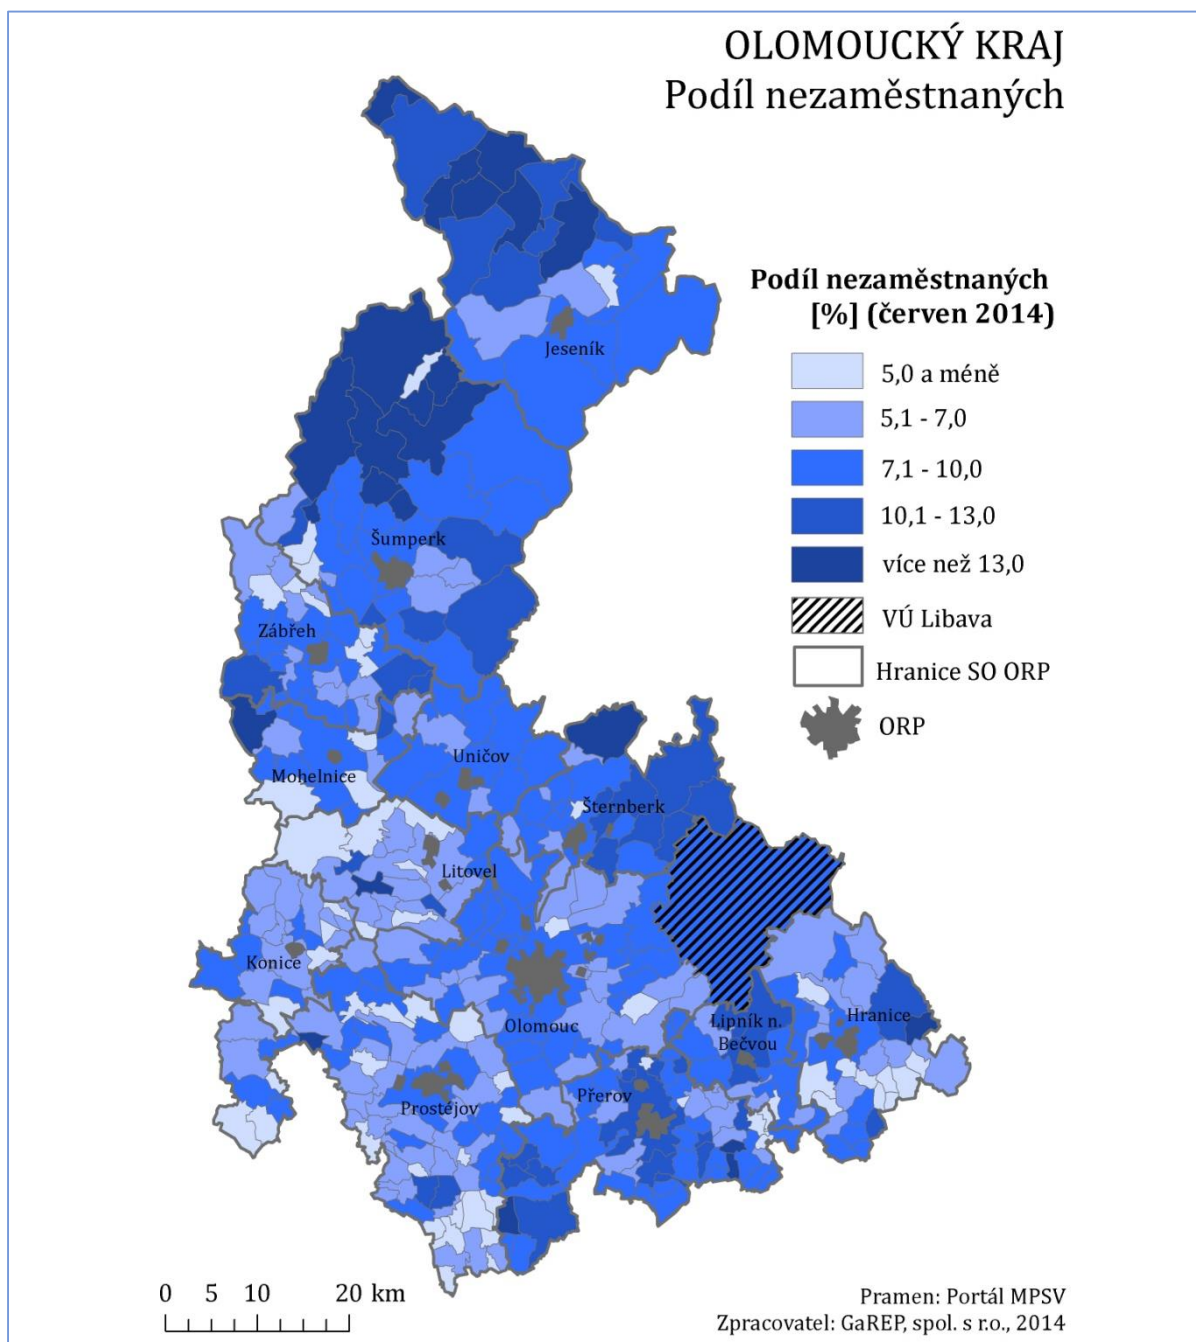 OLOMOUCKÝ KRAJ
Podíl nezaměstnaných
Podíl nezaměstnaných
[%] (červen 2014)
5,0 a méně
5,1 - 7,0
7,1 - 10,0
10,1 - 13,0
více než 13,0
VÚ Libava
Hranice SO ORP
ORP
Jeseník
Šumperk
Zábřeh
Mohelnice
Uničov
Šternberk
Litovel
Konice
Olomouc
Lipník n.
Bečvou
Hranice
Prostějov
Přerov
0 5 10 20 km
Pramen: Portál MPSV
Zpracovatel: GaREP, spol. s r.o., 2014